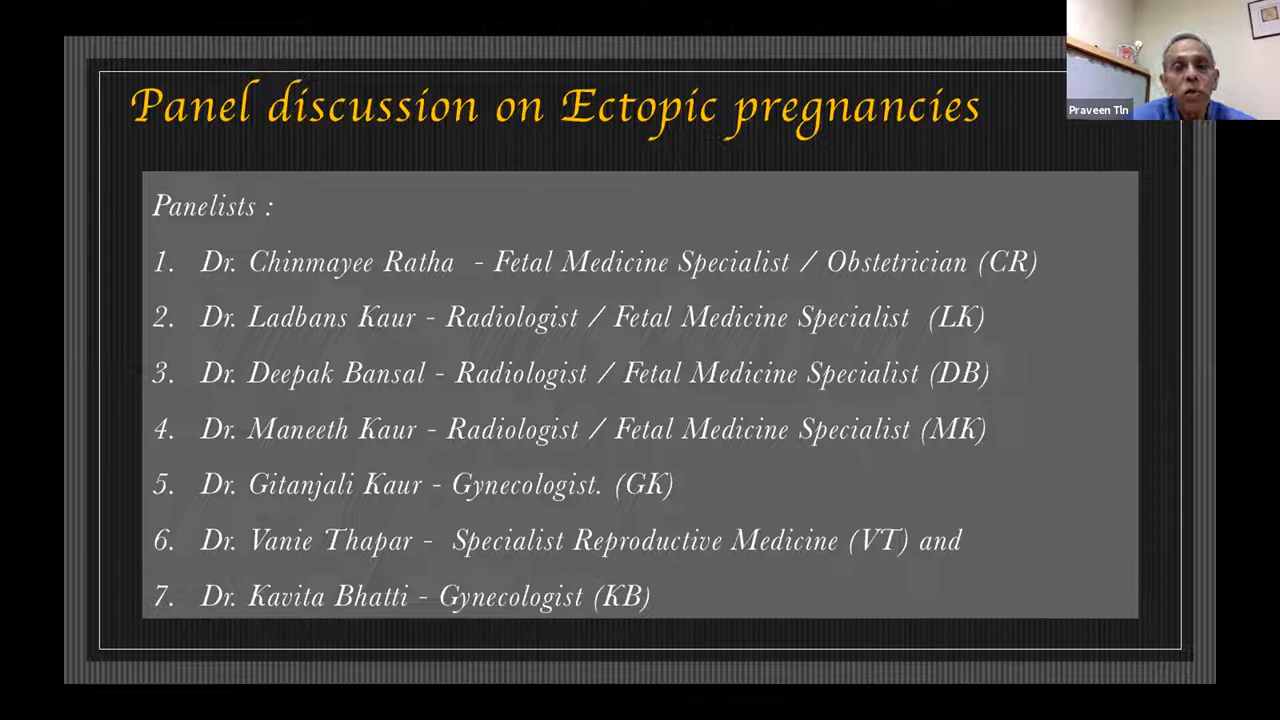 Panel discussion on Ectopic pregnancies
Praveen Tln
Panelists :
1. Dr. Chinmayee Ratha - Fetal Medicine Specialist / Obstetrician (CR)
2. Dr. Ladbans Kaur - Radiologist / Fetal Medicine Specialist (LK)
3. Dr. Deepak Bansal - Radiologist / Fetal Medicine Specialist (DB)
4. Dr. Maneeth Kaur - Radiologist / Fetal Medicine Specialist (MK)
5. Dr. Gitanjali Kaur - Gynecologist. (GK)
6. Dr. Vanie Thapar - Specialist Reproductive Medicine (VT) and
7. Dr. Kavita Bhatti - Gynecologist (KB)